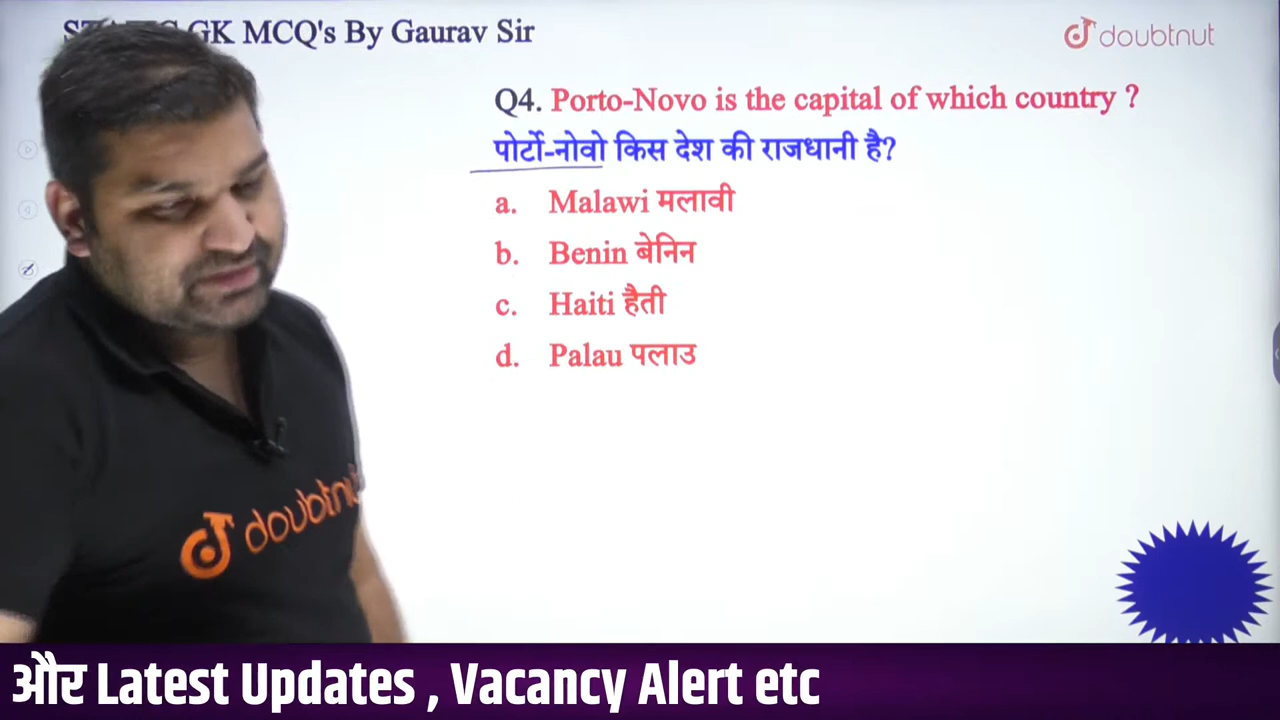 GK MCQ's By Gaurav Sir
doubtnut
Q4. Porto-Novo is the capital of which country ?
पोर्टो-नोवो किस देश की राजधानी है?
a. Malawi मलावी
b. Benin बेनिन
c. Haiti हैती
d. Palau पलाउ
doubtnut
और Latest Updates , Vacancy Alert etc